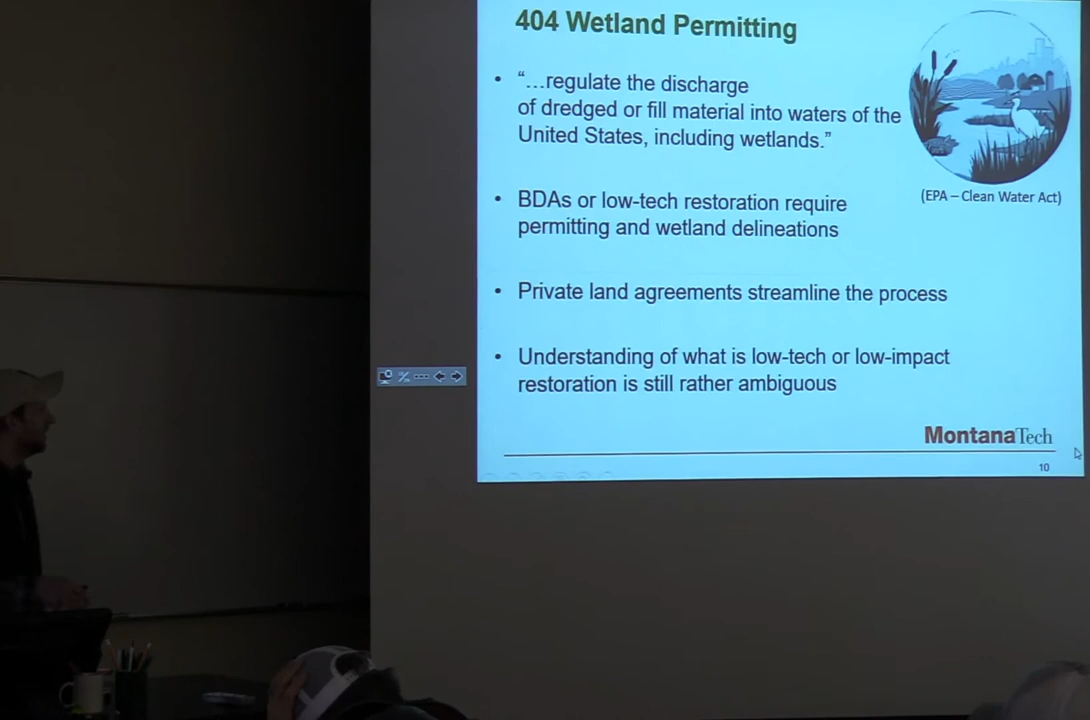 404 Wetland Permitting
• “…regulate the discharge
of dredged or fill material into waters of the
United States, including wetlands.”
(EPA – Clean Water Act)
• BDAs or low-tech restoration require
permitting and wetland delineations
• Private land agreements streamline the process
• Understanding of what is low-tech or low-impact
restoration is still rather ambiguous
MontanaTech
10